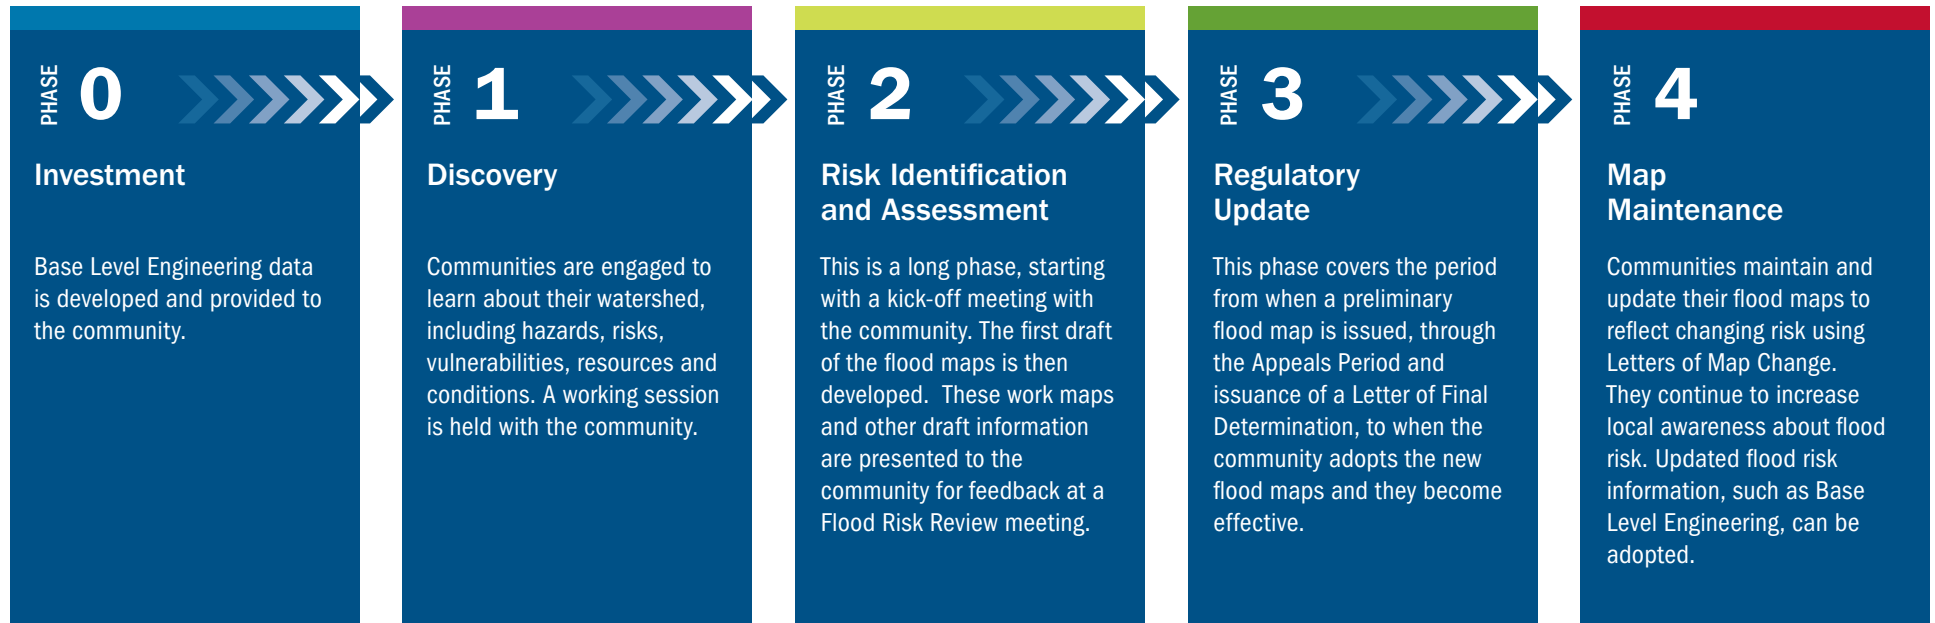 PHASE 0
Investment
Base Level Engineering data
is developed and provided to
the community.
PHASE 1
Discovery
Communities are engaged to
learn about their watershed,
including hazards, risks,
vulnerabilities, resources and
conditions. A working session
is held with the community.
PHASE 2
Risk Identification
and Assessment
This is a long phase, starting
with a kick-off meeting with
the community. The first draft
of the flood maps is then
developed.  These work maps
and other draft information
are presented to the
community for feedback at a
Flood Risk Review meeting.
PHASE 3
Regulatory
Update
This phase covers the period
from when a preliminary
flood map is issued, through
the Appeals Period and
issuance of a Letter of Final
Determination, to when the
community adopts the new
flood maps and they become
effective.
PHASE 4
Map
Maintenance
Communities maintain and
update their flood maps to
reflect changing risk using
Letters of Map Change.
They continue to increase
local awareness about flood
risk. Updated flood risk
information, such as Base
Level Engineering, can be
adopted.